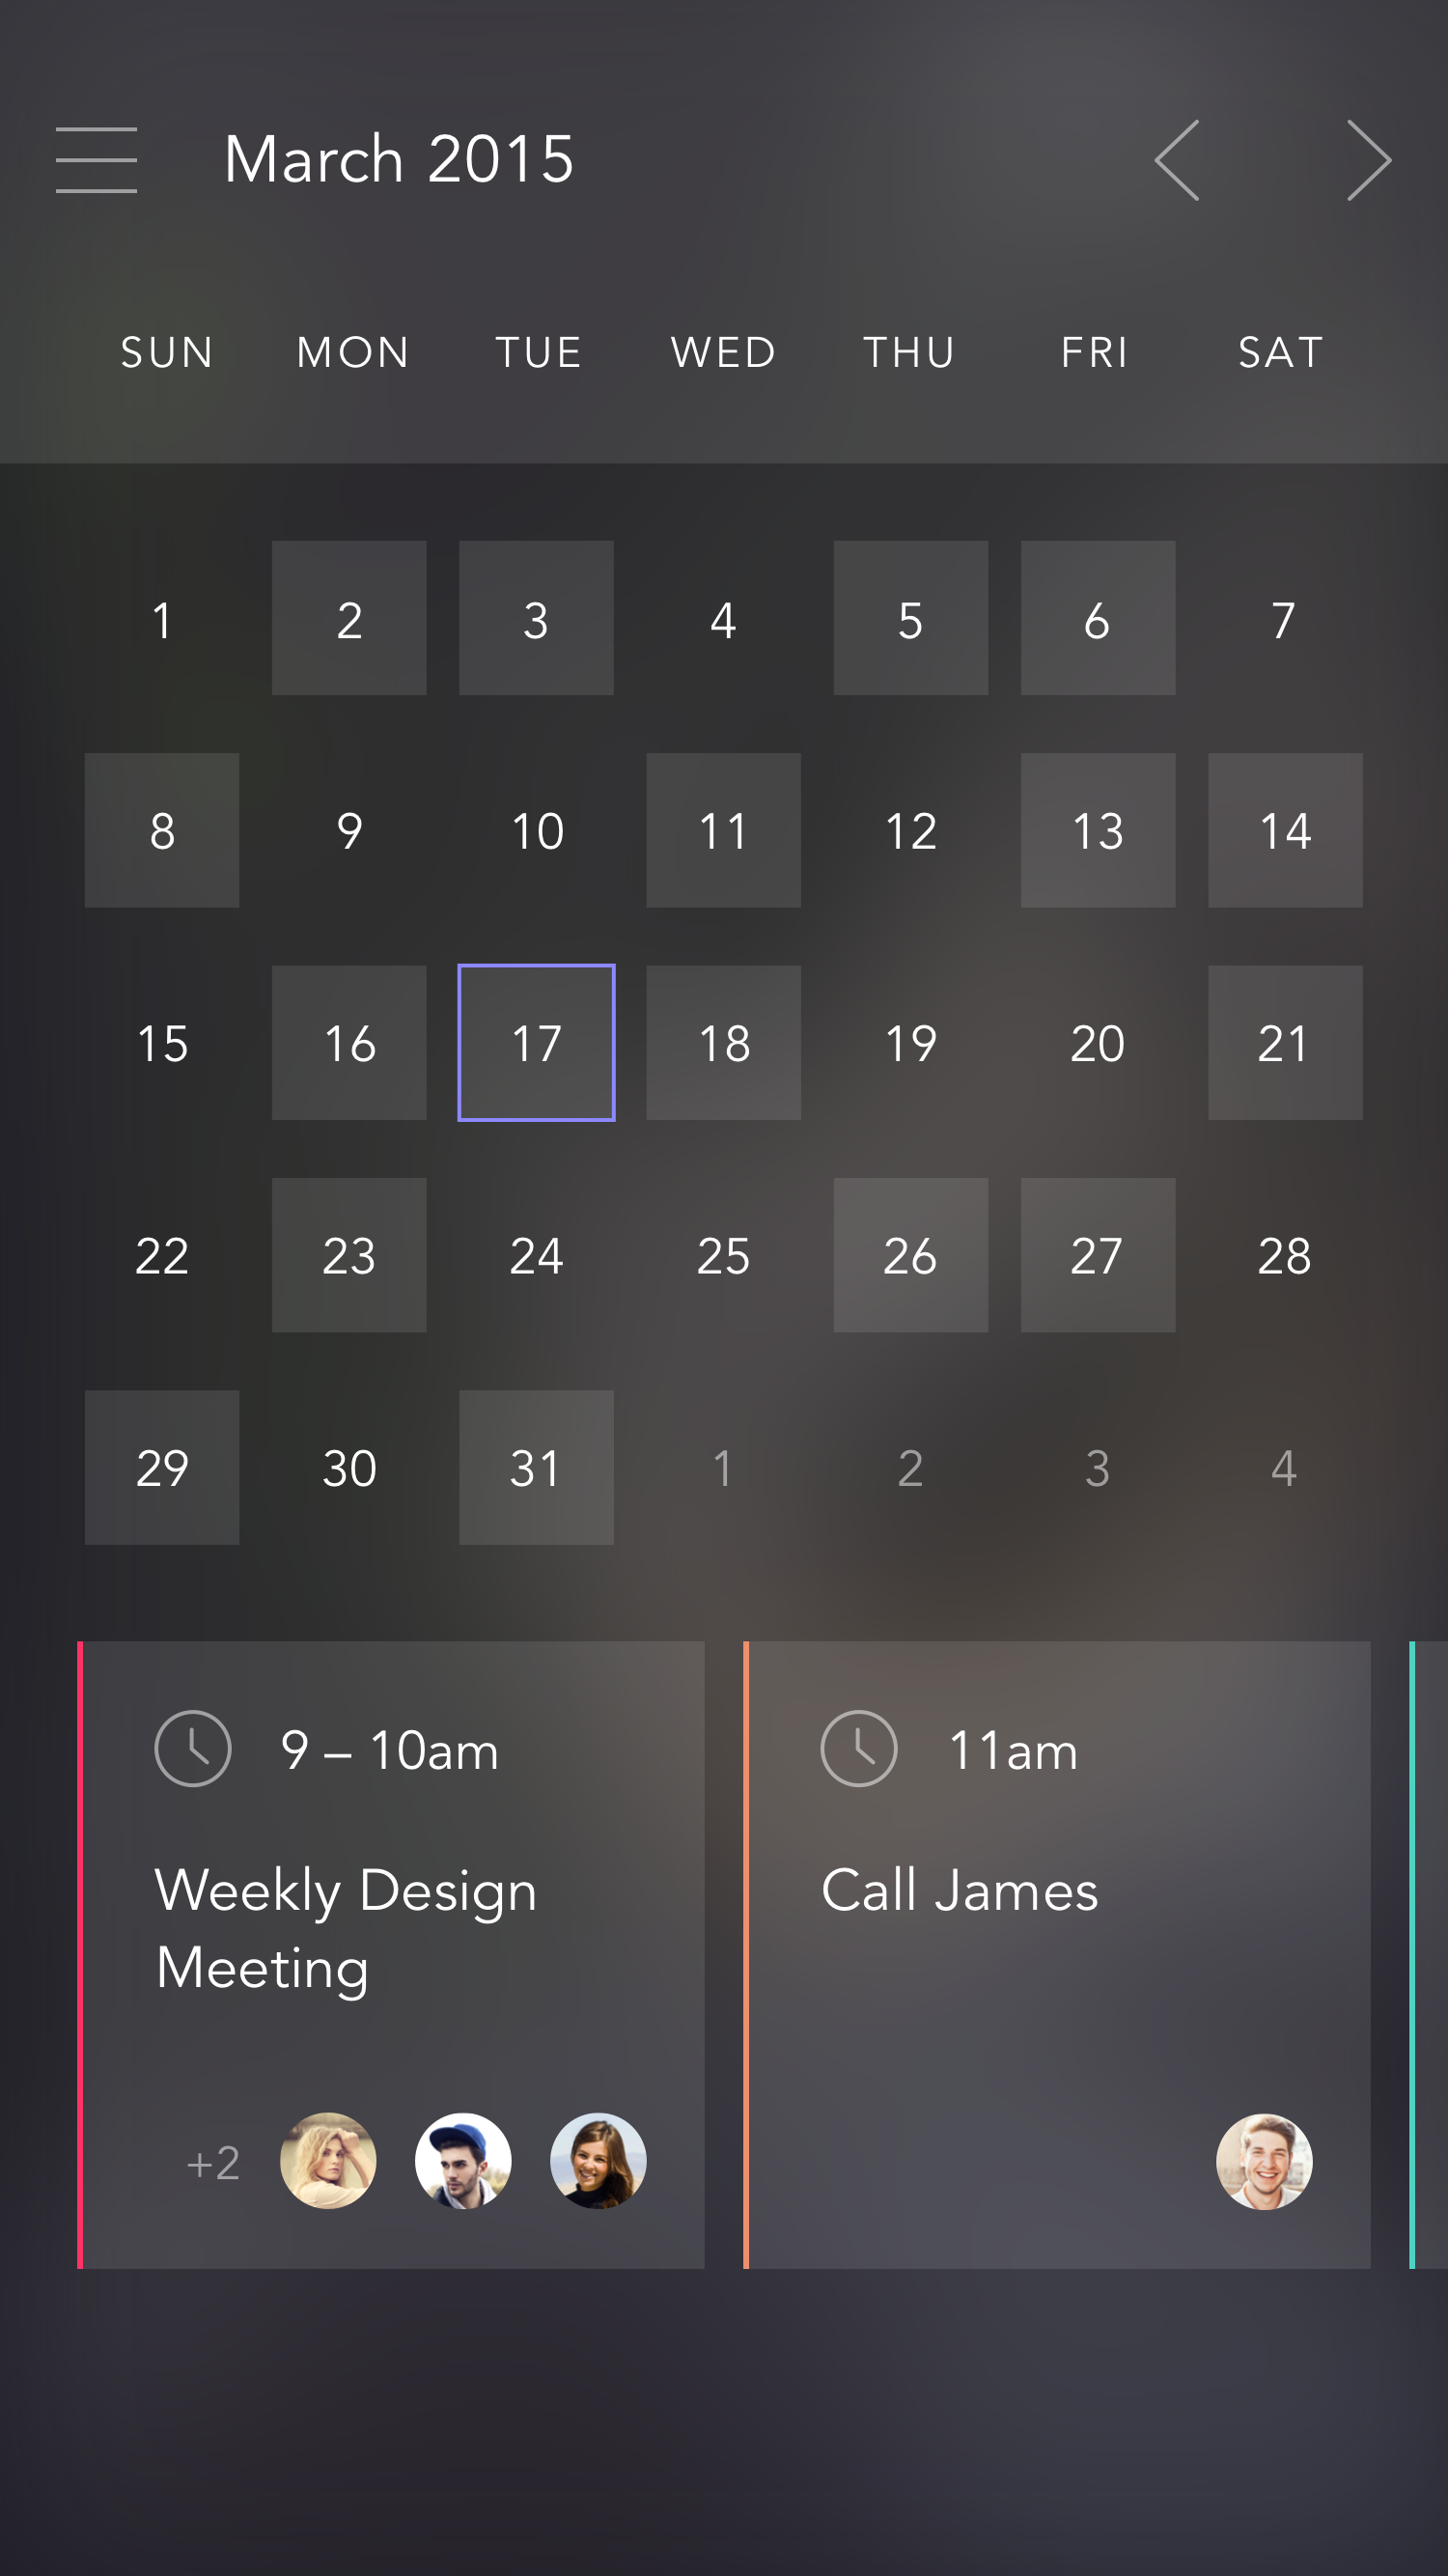 March 2015
SUN MON TUE WED THU FRI SAT
1 2 3 4 5 6 7
8 9 10 11 12 13 14
15 16 17 18 19 20 21
22 23 24 25 26 27 28
29 30 31 1 2 3 4
9 – 10am
Weekly Design
Meeting
+2
11am
Call James